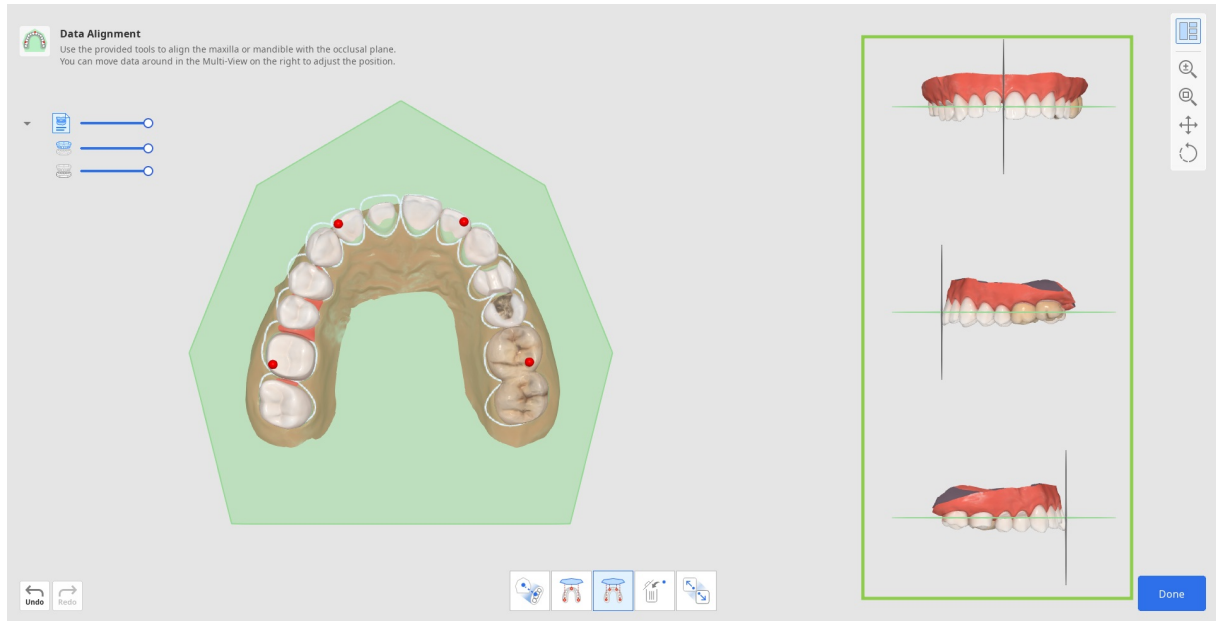 Data Alignment
Use the provided tools to align the maxilla or mandible with the occlusal plane.
You can move data around in the Multi-View on the right to adjust the position.
Undo
Redo
Done